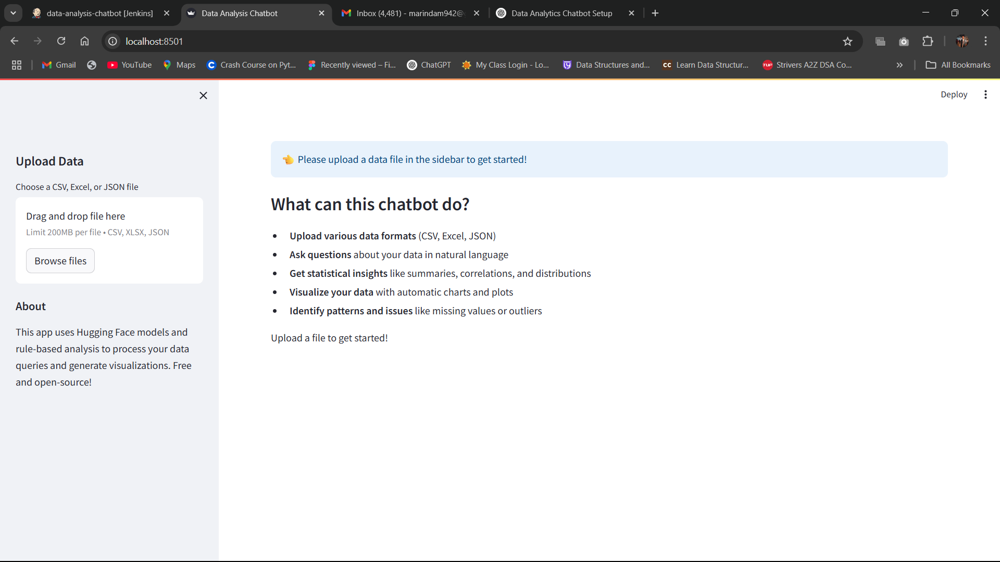 data-analysis-chatbot [Jenkins]
Data Analysis Chatbot
Inbox (4,481) - marindam942@
Data Analytics Chatbot Setup
localhost:8501
Gmail
YouTube
Maps
Crash Course on Pyt...
Recently viewed – Fi...
ChatGPT
My Class Login - Lo...
Data Structures and...
CC Learn Data Structur...
TUF Strivers A2Z DSA Co...
All Bookmarks
Deploy
Upload Data
Choose a CSV, Excel, or JSON file
Drag and drop file here
Limit 200MB per file • CSV, XLSX, JSON
Browse files
About
This app uses Hugging Face models and
rule-based analysis to process your data
queries and generate visualizations. Free
and open-source!
👈 Please upload a data file in the sidebar to get started!
What can this chatbot do?
• Upload various data formats (CSV, Excel, JSON)
• Ask questions about your data in natural language
• Get statistical insights like summaries, correlations, and distributions
• Visualize your data with automatic charts and plots
• Identify patterns and issues like missing values or outliers
Upload a file to get started!